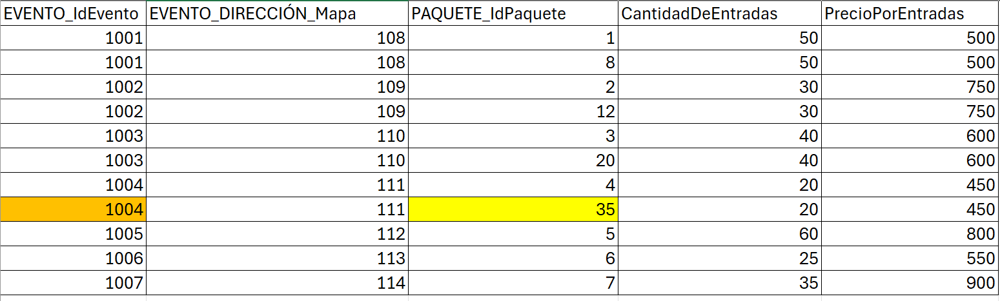 EVENTO_IdEvento EVENTO_DIRECCIÓN_Mapa PAQUETE_IdPaquete CantidadDeEntradas PrecioPorEntradas
1001 108 1 50 500
1001 108 8 50 500
1002 109 2 30 750
1002 109 12 30 750
1003 110 3 40 600
1003 110 20 40 600
1004 111 4 20 450
1004 111 35 20 450
1005 112 5 60 800
1006 113 6 25 550
1007 114 7 35 900